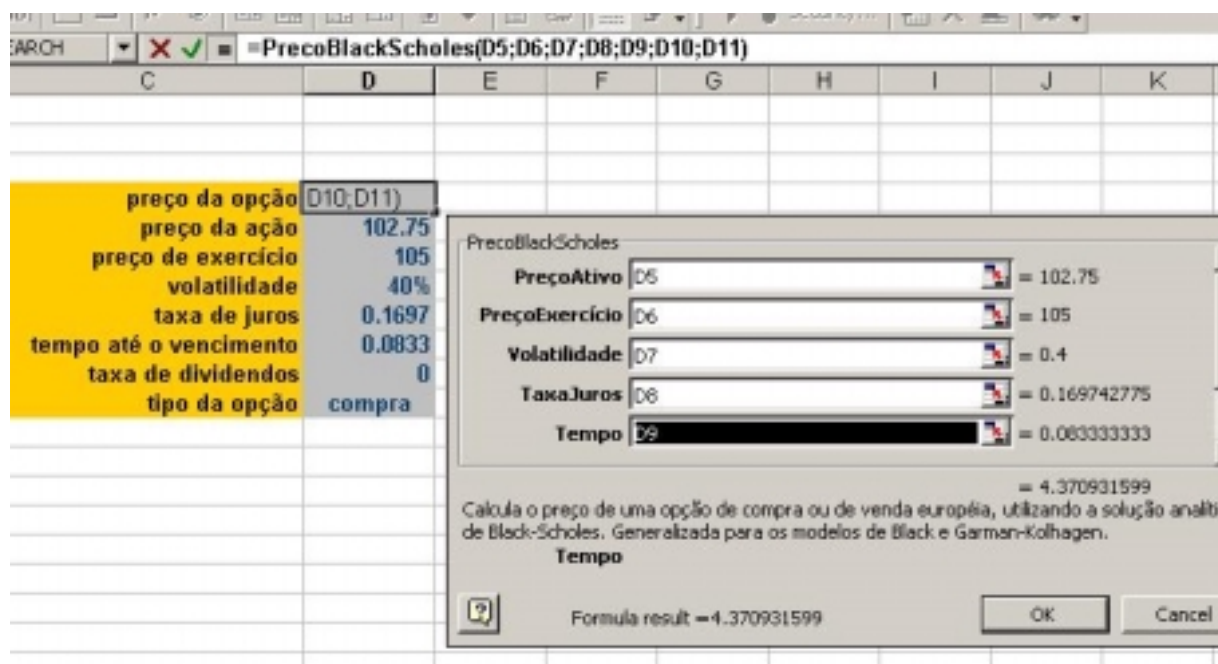 EARCH = =PrecoBlackScholes(D5;D6;D7;D8;D9;D10;D11)
C D E F G H I J K
preço da opção D10;D11)
preço da ação 102.75
preço de exercício 105
volatilidade 40%
taxa de juros 0.1697
tempo até o vencimento 0.0833
taxa de dividendos 0
tipo da opção compra
PrecoBlackScholes
PreçoAtivo D5 = 102.75
PreçoExercício D6 = 105
Volatilidade D7 = 0.4
TaxaJuros D8 = 0.169742775
Tempo D9 = 0.083333333
= 4.370931599
Calcula o preço de uma opção de compra ou de venda européia, utilizando a solução analíti
de Black-Scholes. Generalizada para os modelos de Black e Garman-Kolhagen.
Tempo
Formula result =4.370931599 OK Cancel